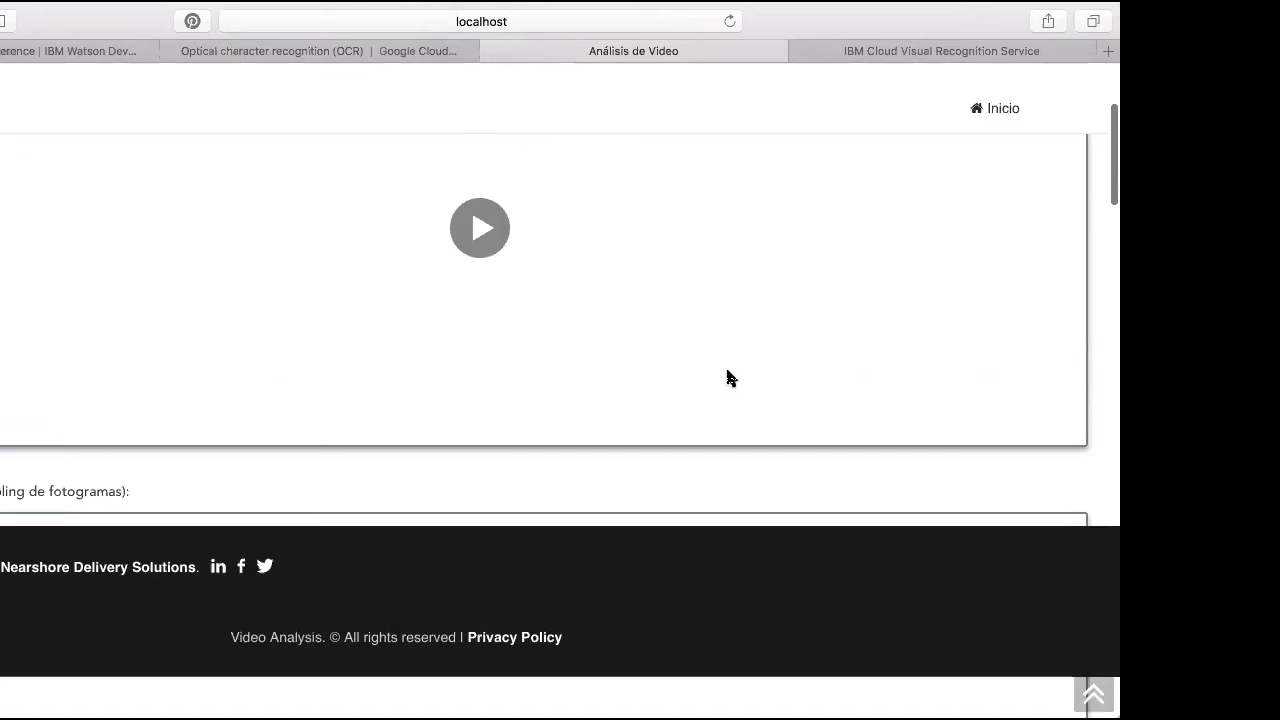 localhost
erence | IBM Watson Dev...
Optical character recognition (OCR) | Google Cloud...
Análisis de Video
IBM Cloud Visual Recognition Service
Inicio
ling de fotogramas):
Nearshore Delivery Solutions.
Video Analysis. © All rights reserved | Privacy Policy